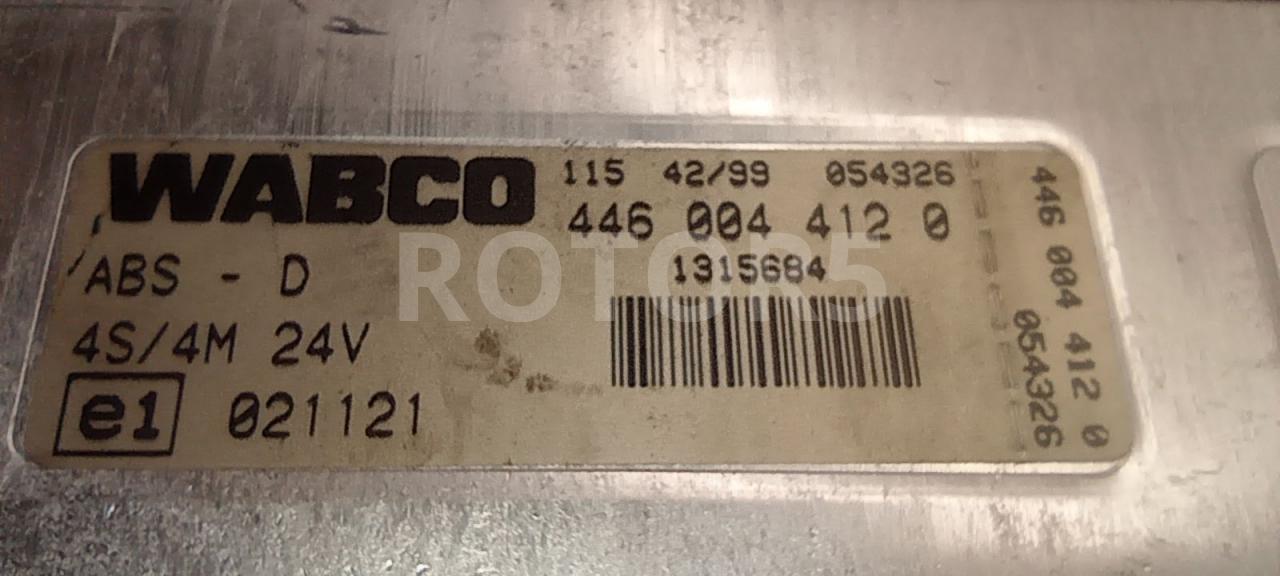 WABCO 115 42/99 054326
446 004 412 0
1315684
ABS - D
4S/4M 24V
e1 021121
446 004 412 0
054326
ROTOR5